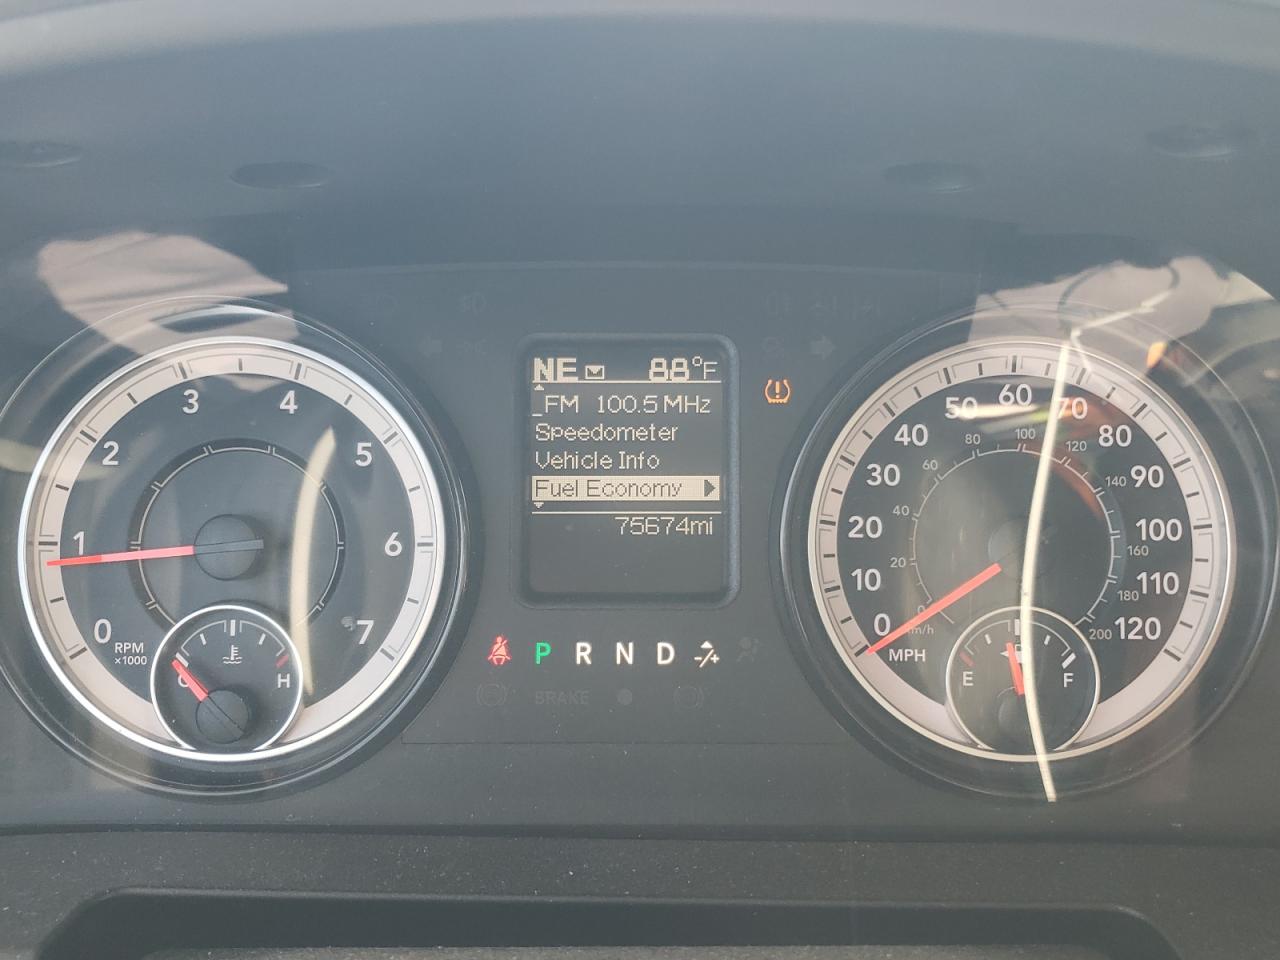 NE 88°F
_FM 100.5 MHz
Speedometer
Vehicle Info
Fuel Economy
75674mi
P R N D
BRAKE
0 1 2 3 4 5 6 7
RPM
×1000
C H
0 10 20 30 40 50 60 70 80 90 100 110 120
MPH
0 20 40 60 80 100 120 140 160 180 200
km/h
E F